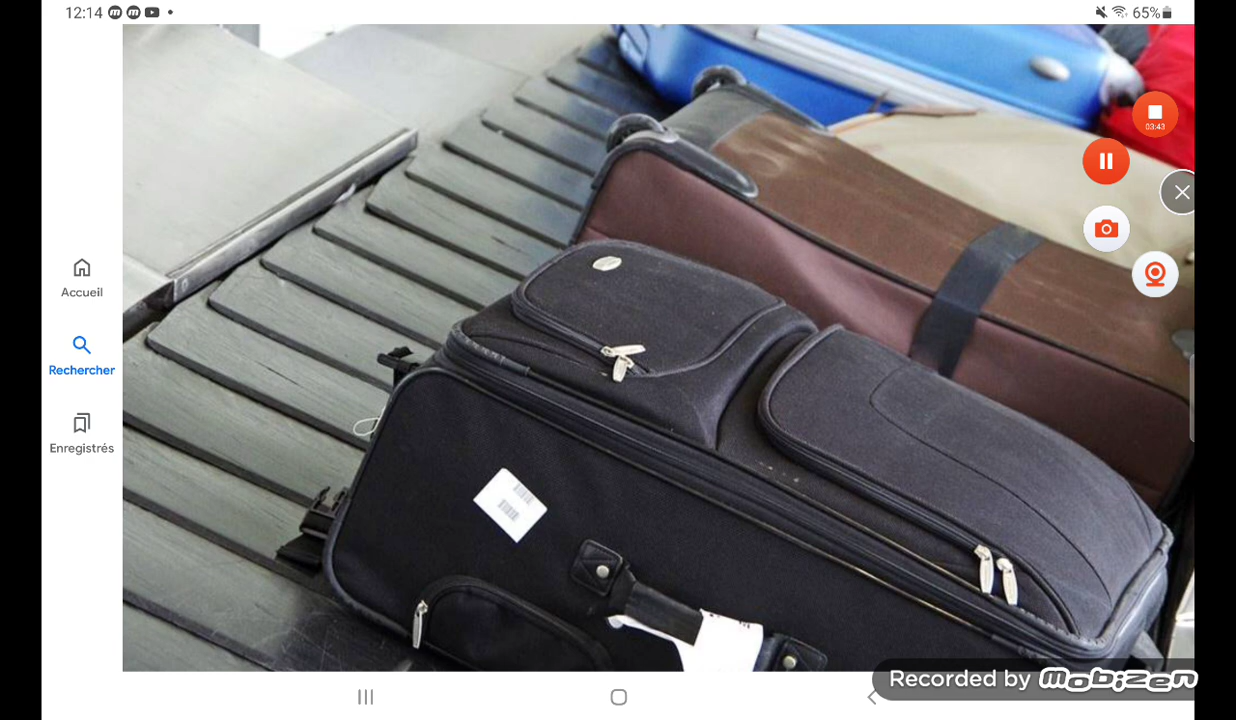 12:14
65%
03:43
Accueil
Rechercher
Enregistrés
Recorded by mobizen